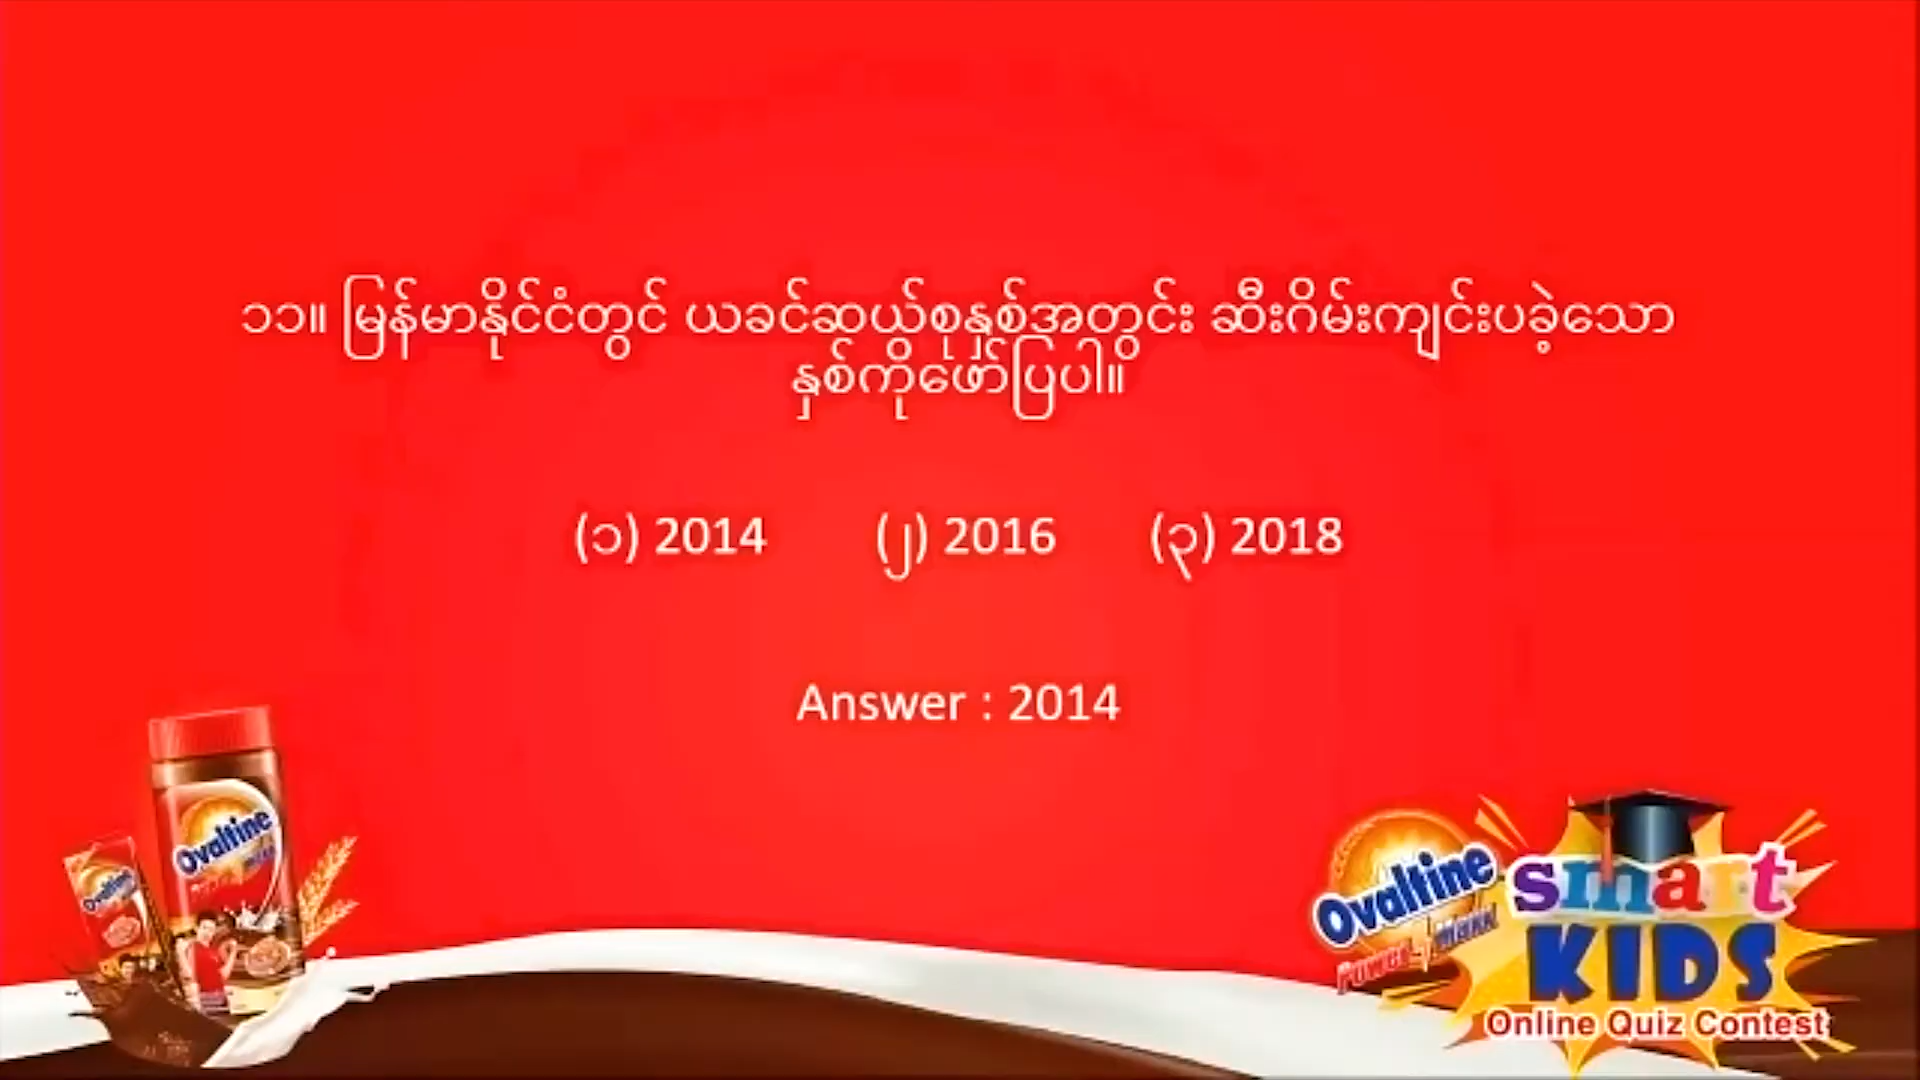 ၁၁။ မြန်မာနိုင်ငံတွင် ယခင်ဆယ်စုနှစ်အတွင်း ဆီးဂိမ်းကျင်းပခဲ့သော
နှစ်ကိုဖော်ပြပါ။
(၁) 2014 (၂) 2016 (၃) 2018
Answer : 2014
Ovaltine
Ovaltine
Ovaltine
smart
KIDS
Online Quiz Contest